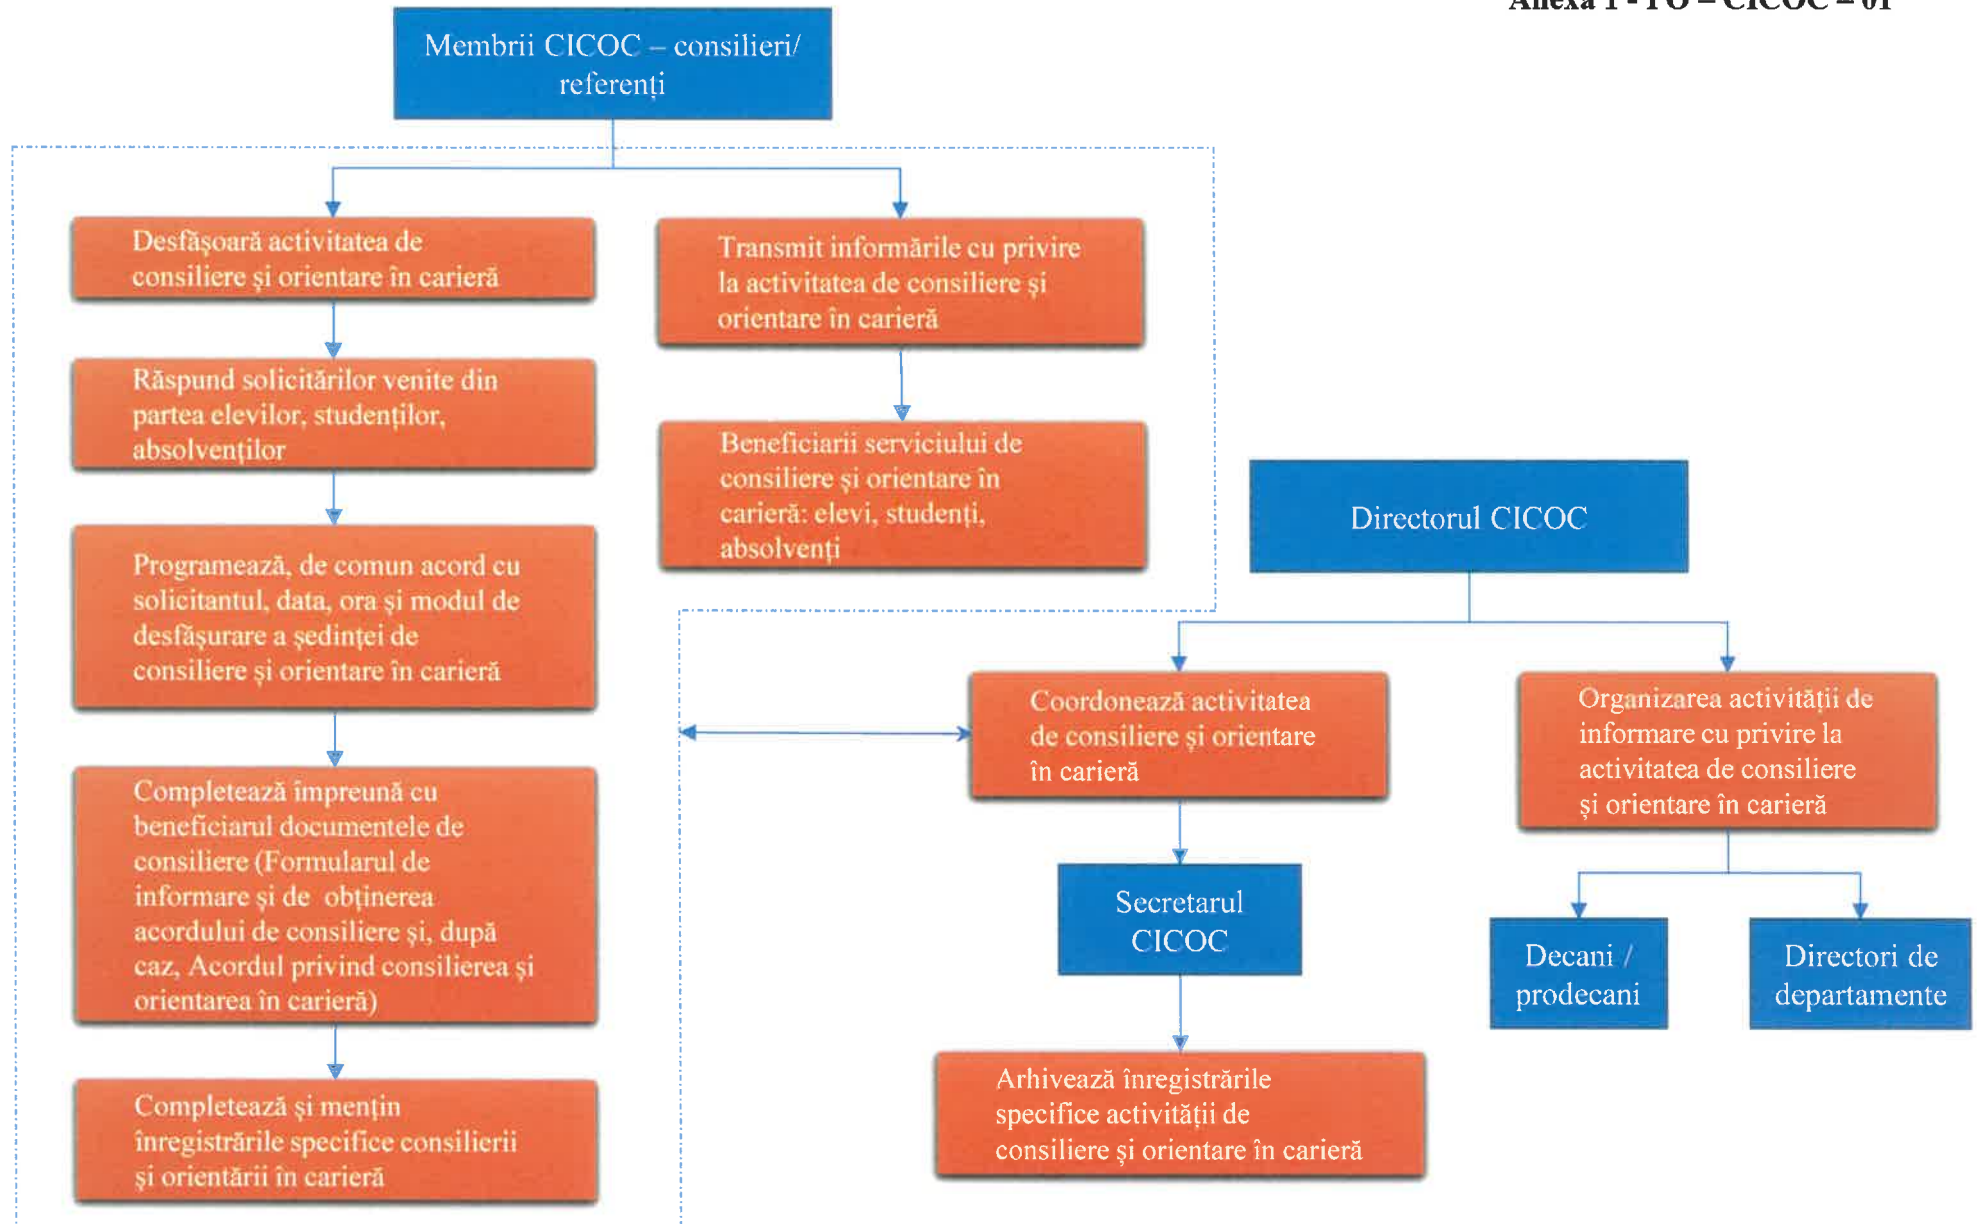 Anexa 1 - PO – CICOC – 01
Membrii CICOC – consilieri/
referenți
Desfășoară activitatea de
consiliere și orientare în carieră
Răspund solicitărilor venite din
partea elevilor, studenților,
absolvenților
Programează, de comun acord cu
solicitantul, data, ora și modul de
desfășurare a ședinței de
consiliere și orientare în carieră
Completează împreună cu
beneficiarul documentele de
consiliere (Formularul de
informare și de obținerea
acordului de consiliere și, după
caz, Acordul privind consilierea și
orientarea în carieră)
Completează și mențin
înregistrările specifice consilierii
și orientării în carieră
Transmit informările cu privire
la activitatea de consiliere și
orientare în carieră
Beneficiarii serviciului de
consiliere și orientare în
carieră: elevi, studenți,
absolvenți
Directorul CICOC
Coordonează activitatea
de consiliere și orientare
în carieră
Secretarul
CICOC
Arhivează înregistrările
specifice activității de
consiliere și orientare în carieră
Organizarea activității de
informare cu privire la
activitatea de consiliere
și orientare în carieră
Decani /
prodecani
Directori de
departamente